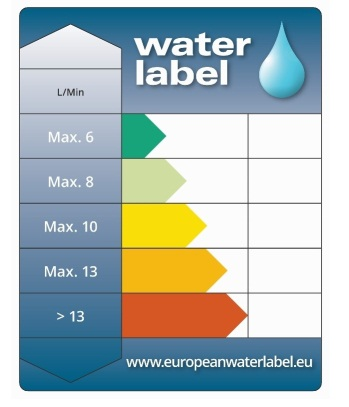 water
label
L/Min
Max. 6
Max. 8
Max. 10
Max. 13
> 13
www.europeanwaterlabel.eu